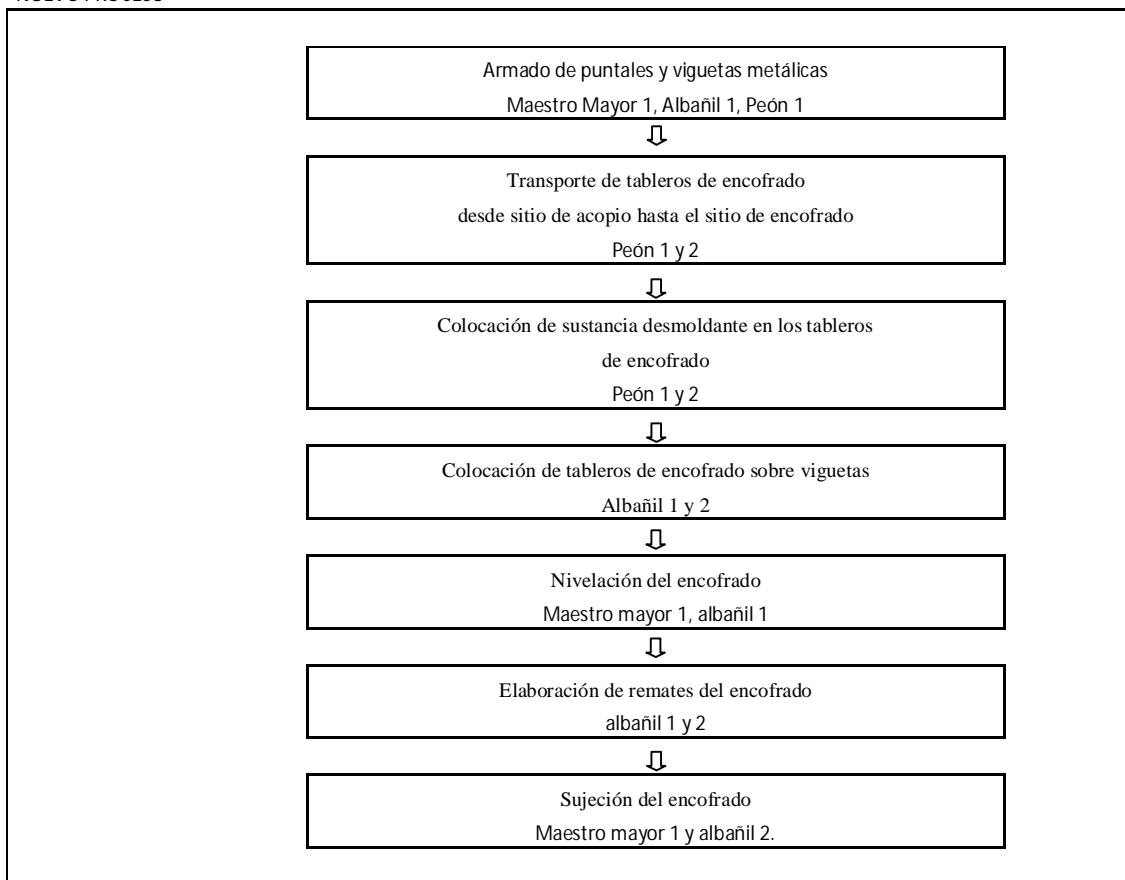 Armado de puntales y viguetas metálicas
Maestro Mayor 1, Albañil 1, Peón 1
Transporte de tableros de encofrado
desde sitio de acopio hasta el sitio de encofrado
Peón 1 y 2
Colocación de sustancia desmoldante en los tableros
de encofrado
Peón 1 y 2
Colocación de tableros de encofrado sobre viguetas
Albañil 1 y 2
Nivelación del encofrado
Maestro mayor 1, albañil 1
Elaboración de remates del encofrado
albañil 1 y 2
Sujeción del encofrado
Maestro mayor 1 y albañil 2.